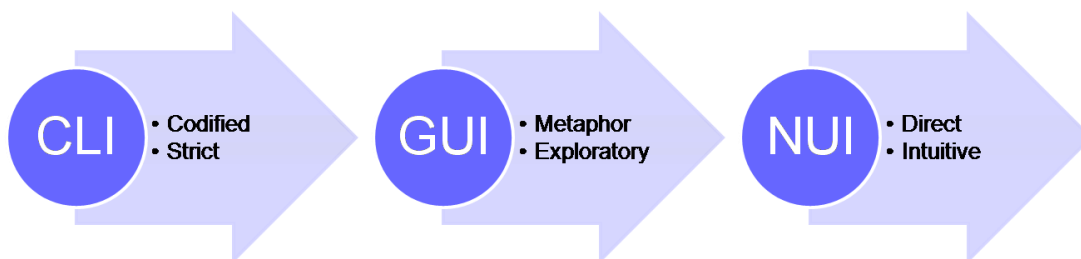 CLI
• Codified
• Strict
GUI
• Metaphor
• Exploratory
NUI
• Direct
• Intuitive